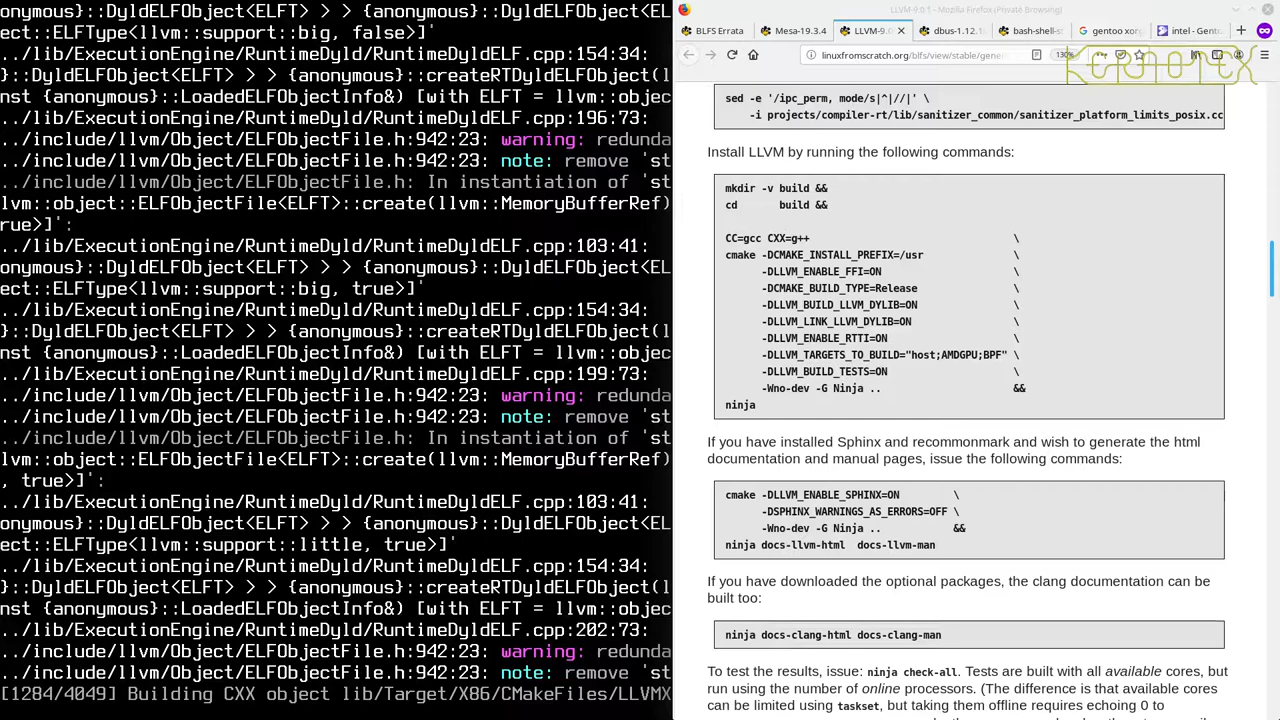 ect::ELFType<llvm::support::big, false>]'
../lib/ExecutionEngine/RuntimeDyld/RuntimeDyldELF.cpp:154:34:
}::DyldELFObject<ELFT> > > {anonymous}::createRTDyldELFObject(l
nst {anonymous}::LoadedELFObjectInfo&) [with ELFT = llvm::objec
../lib/ExecutionEngine/RuntimeDyld/RuntimeDyldELF.cpp:196:73:
../include/llvm/Object/ELFObjectFile.h:942:23: warning: redunda
../include/llvm/Object/ELFObjectFile.h:942:23: note: remove 'st
../include/llvm/Object/ELFObjectFile.h: In instantiation of 'st
lvm::object::ELFObjectFile<ELFT>::create(llvm::MemoryBufferRef)
rue>]':
../lib/ExecutionEngine/RuntimeDyld/RuntimeDyldELF.cpp:103:41:
onymous}::DyldELFObject<ELFT> > > {anonymous}::DyldELFObject<EL
ect::ELFType<llvm::support::big, true>]'
../lib/ExecutionEngine/RuntimeDyld/RuntimeDyldELF.cpp:154:34:
}::DyldELFObject<ELFT> > > {anonymous}::createRTDyldELFObject(l
nst {anonymous}::LoadedELFObjectInfo&) [with ELFT = llvm::objec
../lib/ExecutionEngine/RuntimeDyld/RuntimeDyldELF.cpp:199:73:
../include/llvm/Object/ELFObjectFile.h:942:23: warning: redunda
../include/llvm/Object/ELFObjectFile.h:942:23: note: remove 'st
../include/llvm/Object/ELFObjectFile.h: In instantiation of 'st
lvm::object::ELFObjectFile<ELFT>::create(llvm::MemoryBufferRef)
, true>]':
../lib/ExecutionEngine/RuntimeDyld/RuntimeDyldELF.cpp:103:41:
onymous}::DyldELFObject<ELFT> > > {anonymous}::DyldELFObject<EL
ect::ELFType<llvm::support::little, true>]'
../lib/ExecutionEngine/RuntimeDyld/RuntimeDyldELF.cpp:154:34:
}::DyldELFObject<ELFT> > > {anonymous}::createRTDyldELFObject(l
nst {anonymous}::LoadedELFObjectInfo&) [with ELFT = llvm::objec
../lib/ExecutionEngine/RuntimeDyld/RuntimeDyldELF.cpp:202:73:
../include/llvm/Object/ELFObjectFile.h:942:23: warning: redunda
../include/llvm/Object/ELFObjectFile.h:942:23: note: remove 'st
[1284/4049] Building CXX object lib/Target/X86/CMakeFiles/LLVMX
LLVM-9.0.1 - Mozilla Firefox (Private Browsing)
BLFS Errata Mesa-19.3.4 LLVM-9.0 dbus-1.12.1 bash-shell-s gentoo xorg intel - Gent
linuxfromscratch.org/blfs/view/stable/gene 130%
sed -e '/ipc_perm, mode/s|^|//|' \
-i projects/compiler-rt/lib/sanitizer_common/sanitizer_platform_limits_posix.cc
Install LLVM by running the following commands:
mkdir -v build &&
cd build &&
CC=gcc CXX=g++ \
cmake -DCMAKE_INSTALL_PREFIX=/usr \
-DLLVM_ENABLE_FFI=ON \
-DCMAKE_BUILD_TYPE=Release \
-DLLVM_BUILD_LLVM_DYLIB=ON \
-DLLVM_LINK_LLVM_DYLIB=ON \
-DLLVM_ENABLE_RTTI=ON \
-DLLVM_TARGETS_TO_BUILD="host;AMDGPU;BPF" \
-DLLVM_BUILD_TESTS=ON \
-Wno-dev -G Ninja .. &&
ninja
If you have installed Sphinx and recommonmark and wish to generate the html
documentation and manual pages, issue the following commands:
cmake -DLLVM_ENABLE_SPHINX=ON \
-DSPHINX_WARNINGS_AS_ERRORS=OFF \
-Wno-dev -G Ninja .. &&
ninja docs-llvm-html docs-llvm-man
If you have downloaded the optional packages, the clang documentation can be
built too:
ninja docs-clang-html docs-clang-man
To test the results, issue: ninja check-all. Tests are built with all available cores, but
run using the number of online processors. (The difference is that available cores
can be limited using taskset, but taking them offline requires echoing 0 to